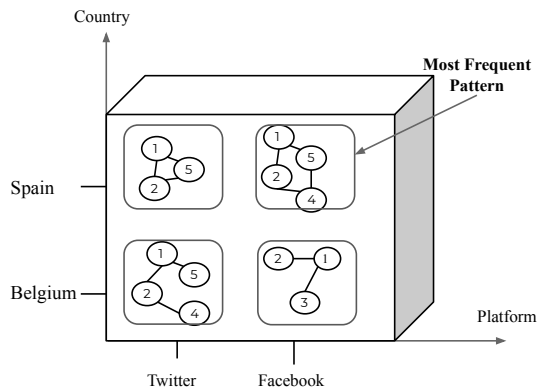 Country
Most Frequent
Pattern
1
5
2
1
5
2
4
Spain
1
5
2
4
2
1
3
Belgium
Platform
Twitter
Facebook